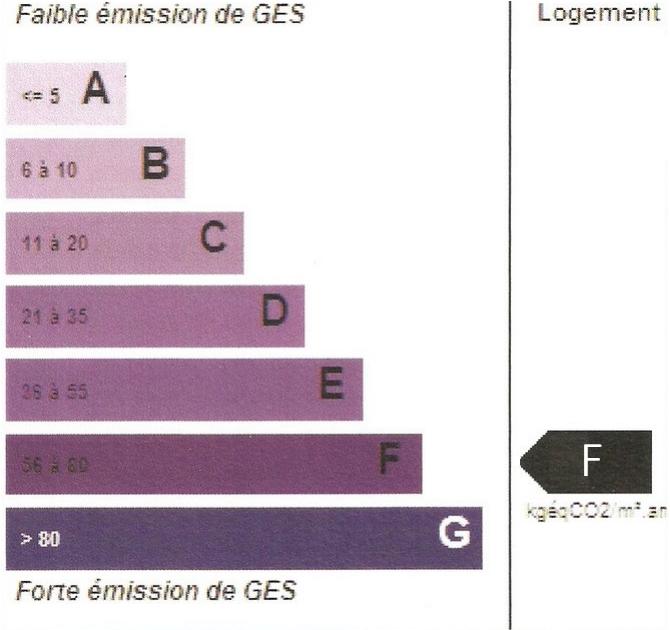 Faible émission de GES
Logement
<= 5 A
6 à 10 B
11 à 20 C
21 à 35 D
36 à 55 E
56 à 80 F
F
kgéqCO2/m².an
> 80 G
Forte émission de GES